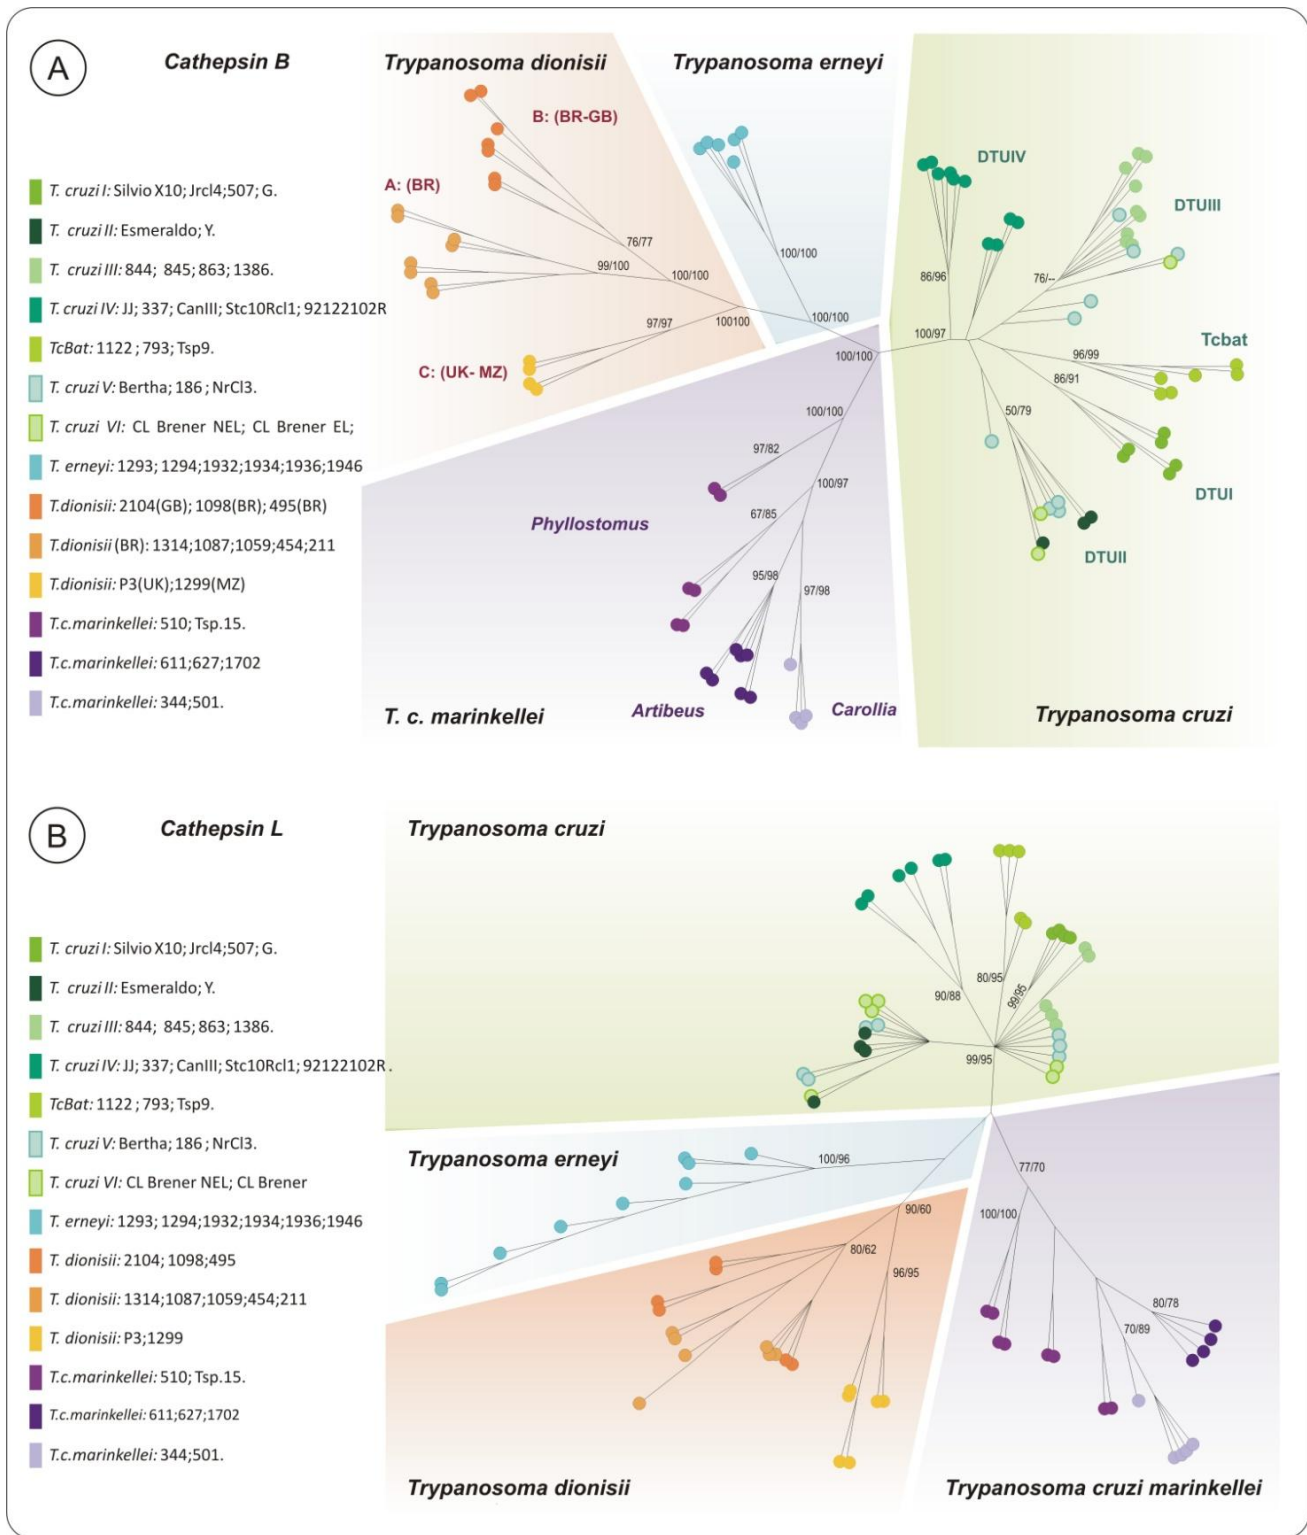 A
Cathepsin B
Trypanosoma dionisii
Trypanosoma erneyi
B: (BR-GB)
A: (BR)
C: (UK- MZ)
76/77
99/100
100/100
97/97
100100
100/100
100/100
100/100
DTUIV
DTUIII
86/96
76/--
100/97
Tcbat
96/99
86/91
50/79
DTUI
DTUII
Trypanosoma cruzi
100/100
97/82
100/97
Phyllostomus
67/85
95/98
97/98
Artibeus
Carollia
T. c. marinkellei
T. cruzi I: Silvio X10; Jrcl4;507; G.
T. cruzi II: Esmeraldo; Y.
T. cruzi III: 844; 845; 863; 1386.
T. cruzi IV: JJ; 337; CanIII; Stc10Rcl1; 92122102R
TcBat: 1122 ; 793; Tsp9.
T. cruzi V: Bertha; 186 ; NrCl3.
T. cruzi VI: CL Brener NEL; CL Brener EL;
T. erneyi: 1293; 1294;1932;1934;1936;1946
T.dionisii: 2104(GB); 1098(BR); 495(BR)
T.dionisii (BR): 1314;1087;1059;454;211
T.dionisii: P3(UK);1299(MZ)
T.c.marinkellei: 510; Tsp.15.
T.c.marinkellei: 611;627;1702
T.c.marinkellei: 344;501.
B
Cathepsin L
Trypanosoma cruzi
80/95
99/95
90/88
99/95
Trypanosoma erneyi
100/96
77/70
90/60
100/100
80/62
96/95
80/78
70/89
Trypanosoma dionisii
Trypanosoma cruzi marinkellei
T. cruzi I: Silvio X10; Jrcl4;507; G.
T. cruzi II: Esmeraldo; Y.
T. cruzi III: 844; 845; 863; 1386.
T. cruzi IV: JJ; 337; CanIII; Stc10Rcl1; 92122102R.
TcBat: 1122 ; 793; Tsp9.
T. cruzi V: Bertha; 186 ; NrCl3.
T. cruzi VI: CL Brener NEL; CL Brener
T. erneyi: 1293; 1294;1932;1934;1936;1946
T. dionisii: 2104; 1098;495
T. dionisii: 1314;1087;1059;454;211
T. dionisii: P3;1299
T.c.marinkellei: 510; Tsp.15.
T.c.marinkellei: 611;627;1702
T.c.marinkellei: 344;501.